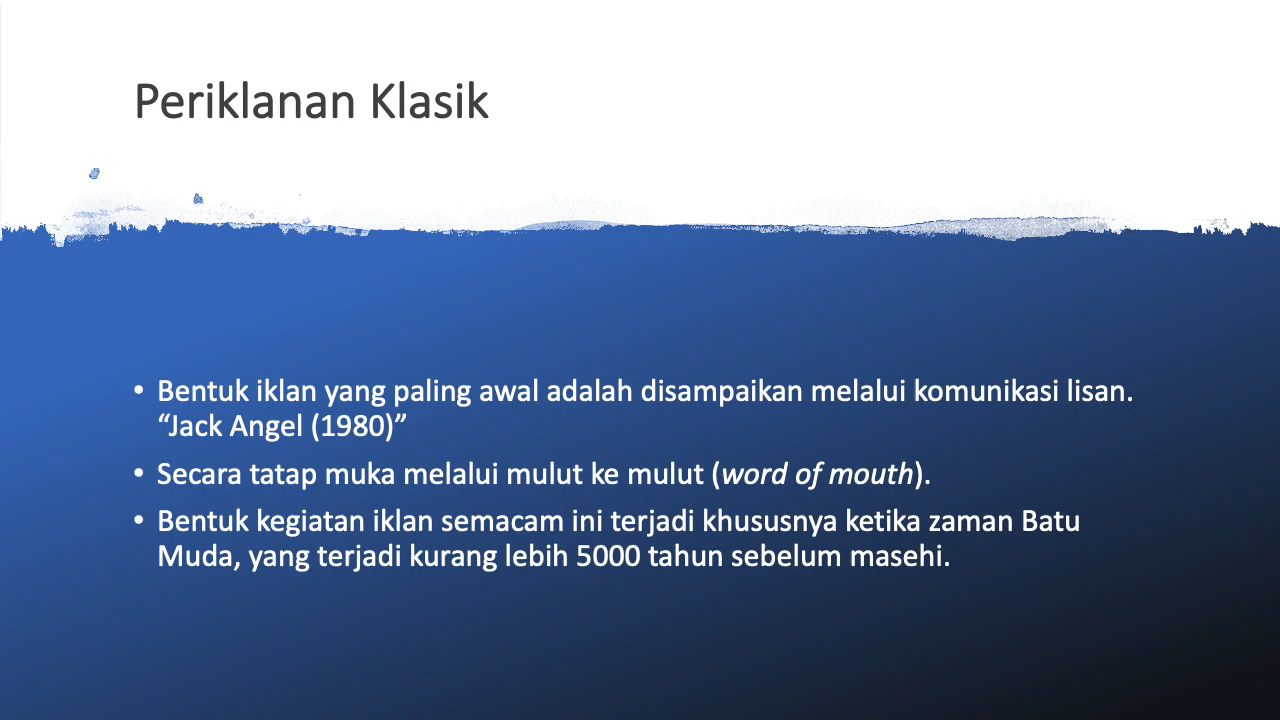 Periklanan Klasik
• Bentuk iklan yang paling awal adalah disampaikan melalui komunikasi lisan.
“Jack Angel (1980)”
• Secara tatap muka melalui mulut ke mulut (word of mouth).
• Bentuk kegiatan iklan semacam ini terjadi khususnya ketika zaman Batu
Muda, yang terjadi kurang lebih 5000 tahun sebelum masehi.